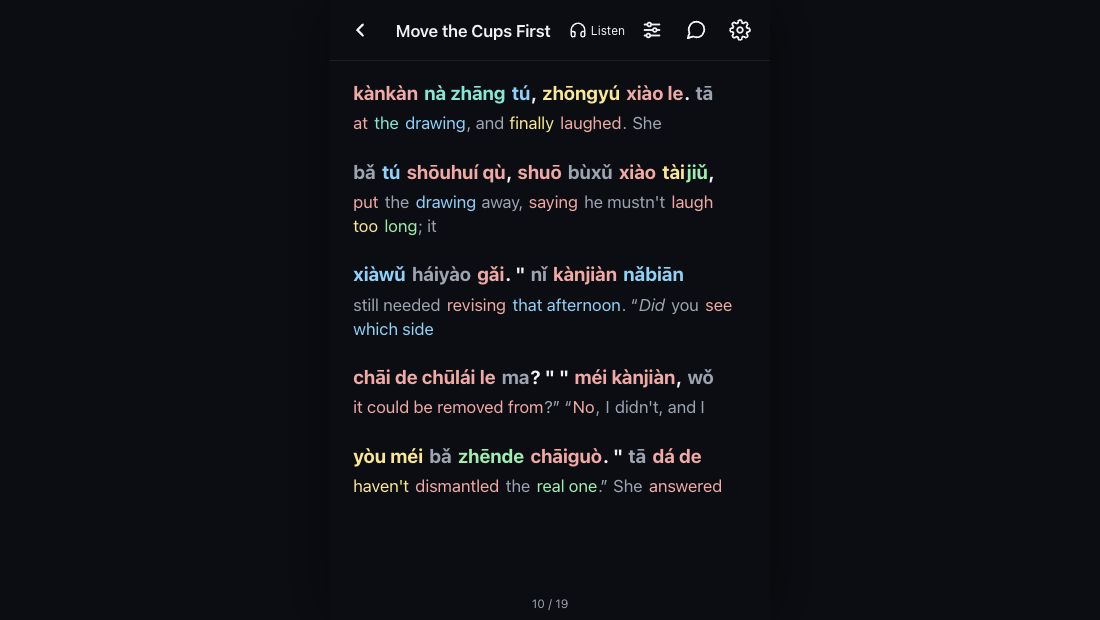 Move the Cups First
Listen
kànkàn nà zhāng tú, zhōngyú xiào le. tā
at the drawing, and finally laughed. She
bǎ tú shōuhuí qù, shuō bùxǔ xiào tàijiǔ,
put the drawing away, saying he mustn't laugh
too long; it
xiàwǔ háiyào gǎi. " nǐ kànjiàn nǎbiān
still needed revising that afternoon. “Did you see
which side
chāi de chūlái le ma? " " méi kànjiàn, wǒ
it could be removed from?” “No, I didn't, and I
yòu méi bǎ zhēnde chāiguò. " tā dá de
haven't dismantled the real one.” She answered
10 / 19